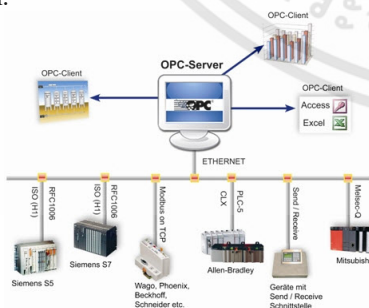 OPC-Client
OPC-Server
OPC-Client
OPC
OPC-Client
Access
Excel
ETHERNET
RFC1006
ISO (H1)
RFC1006
ISO (H1)
Modbus on TCP
PLC-5
CLX
Send / Receive
Melsec-Q
Siemens S5
Siemens S7
Wago, Phoenix,
Beckhoff,
Schneider etc.
Allen-Bradley
Geräte mit
Send / Receive
Schnittstelle
Mitsubish